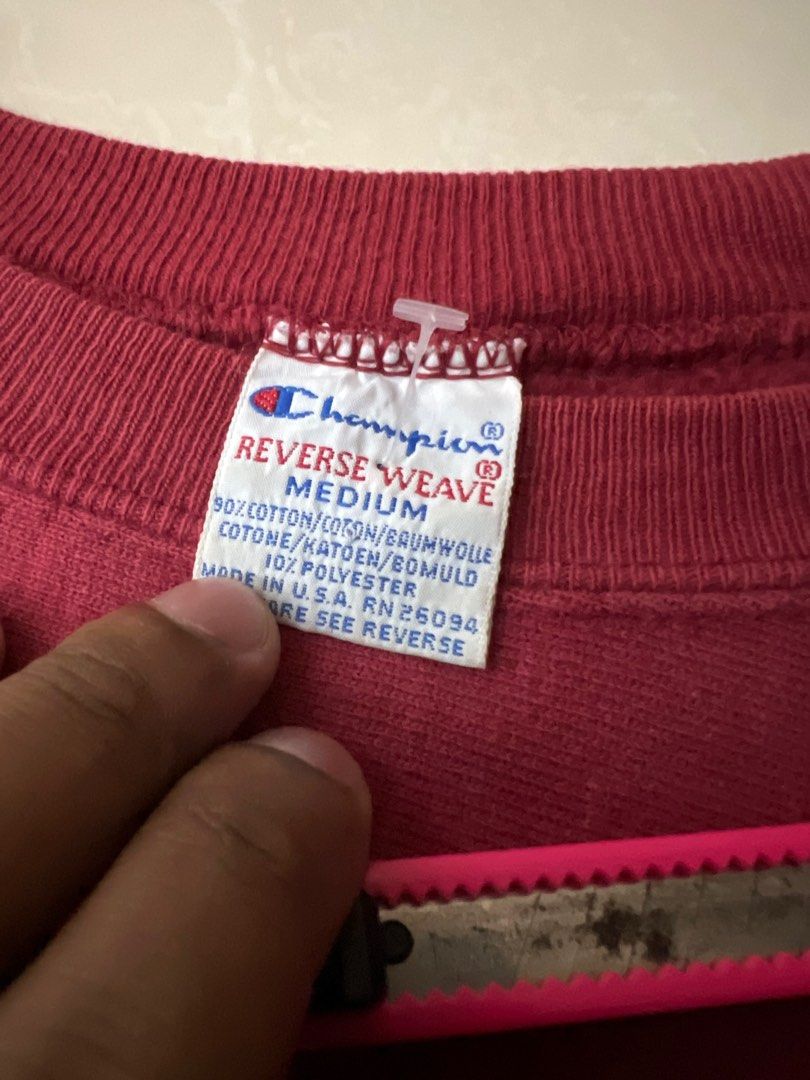 Champion®
REVERSE WEAVE®
MEDIUM
90% COTTON/COTON/BAUMWOLLE
COTONE/KATOEN/BOMULD
10% POLYESTER
MADE IN U.S.A. RN 26094
SEE REVERSE